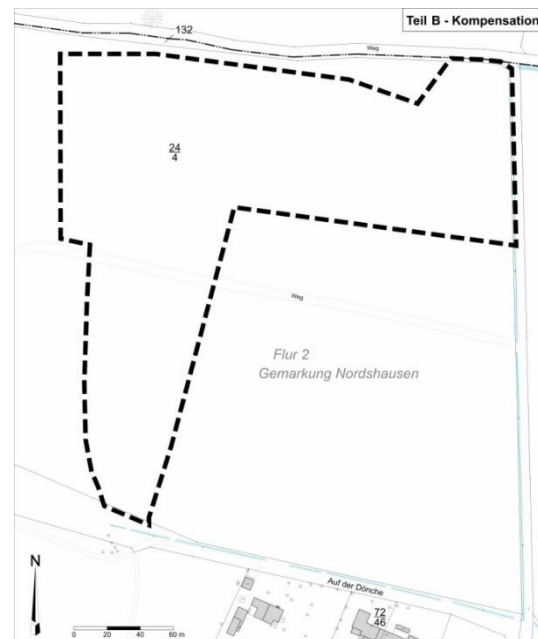 Teil B - Kompensation
132
Weg
24
4
Weg
Flur 2
Gemarkung Nordshausen
N
Auf der Dönche
72
46
0 20 40 60 m